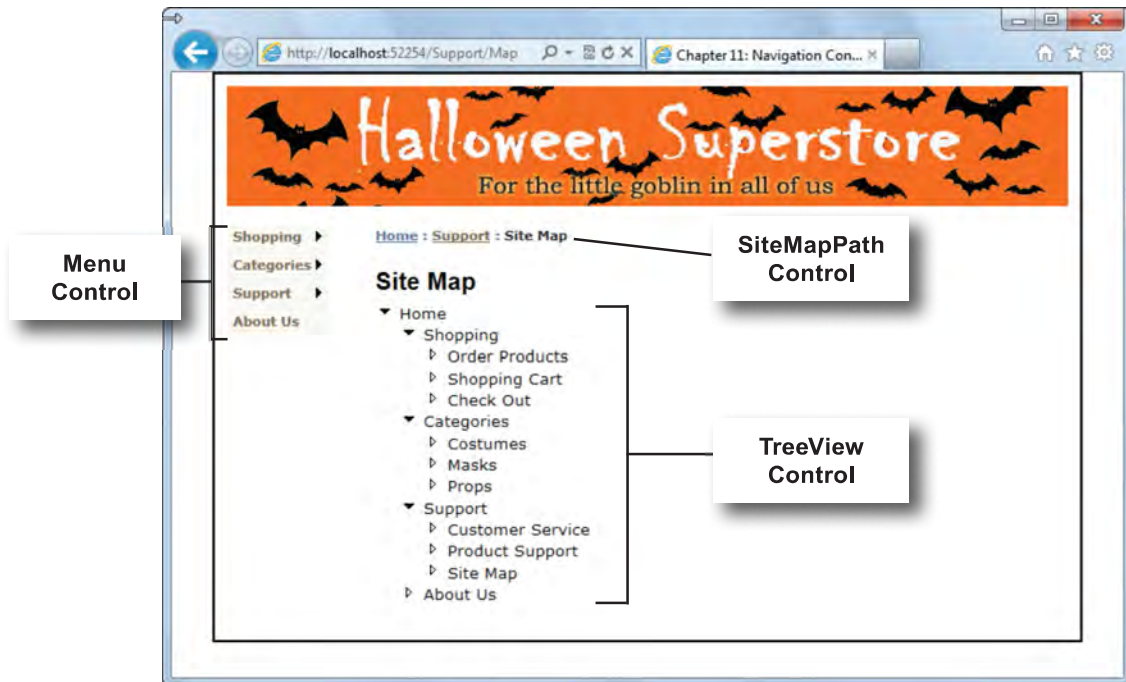 http://localhost:52254/Support/Map
Chapter 11: Navigation Con...
Halloween Superstore
For the little goblin in all of us
Menu
Control
Shopping
Categories
Support
About Us
Home : Support : Site Map
SiteMapPath
Control
Site Map
Home
Shopping
Order Products
Shopping Cart
Check Out
Categories
Costumes
Masks
Props
Support
Customer Service
Product Support
Site Map
About Us
TreeView
Control